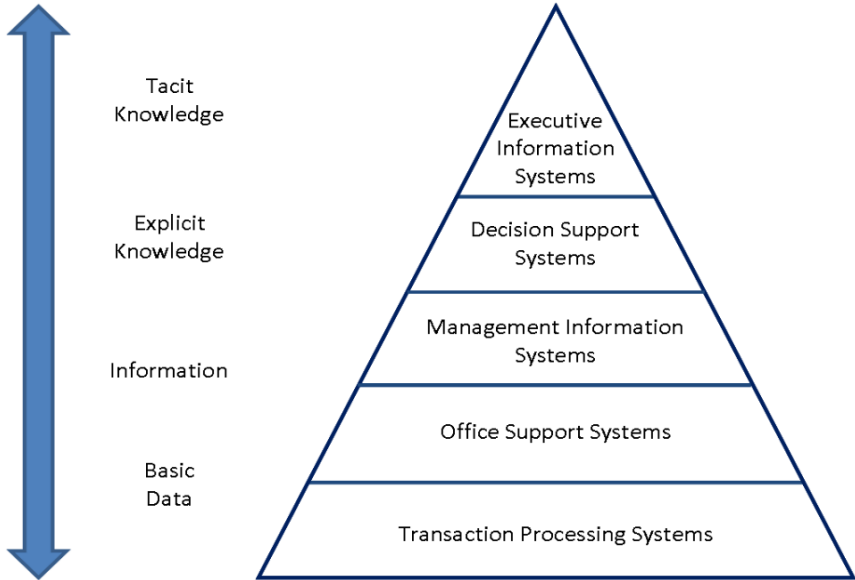 Tacit
Knowledge
Executive
Information
Systems
Explicit
Knowledge
Decision Support
Systems
Management Information
Systems
Information
Office Support Systems
Basic
Data
Transaction Processing Systems